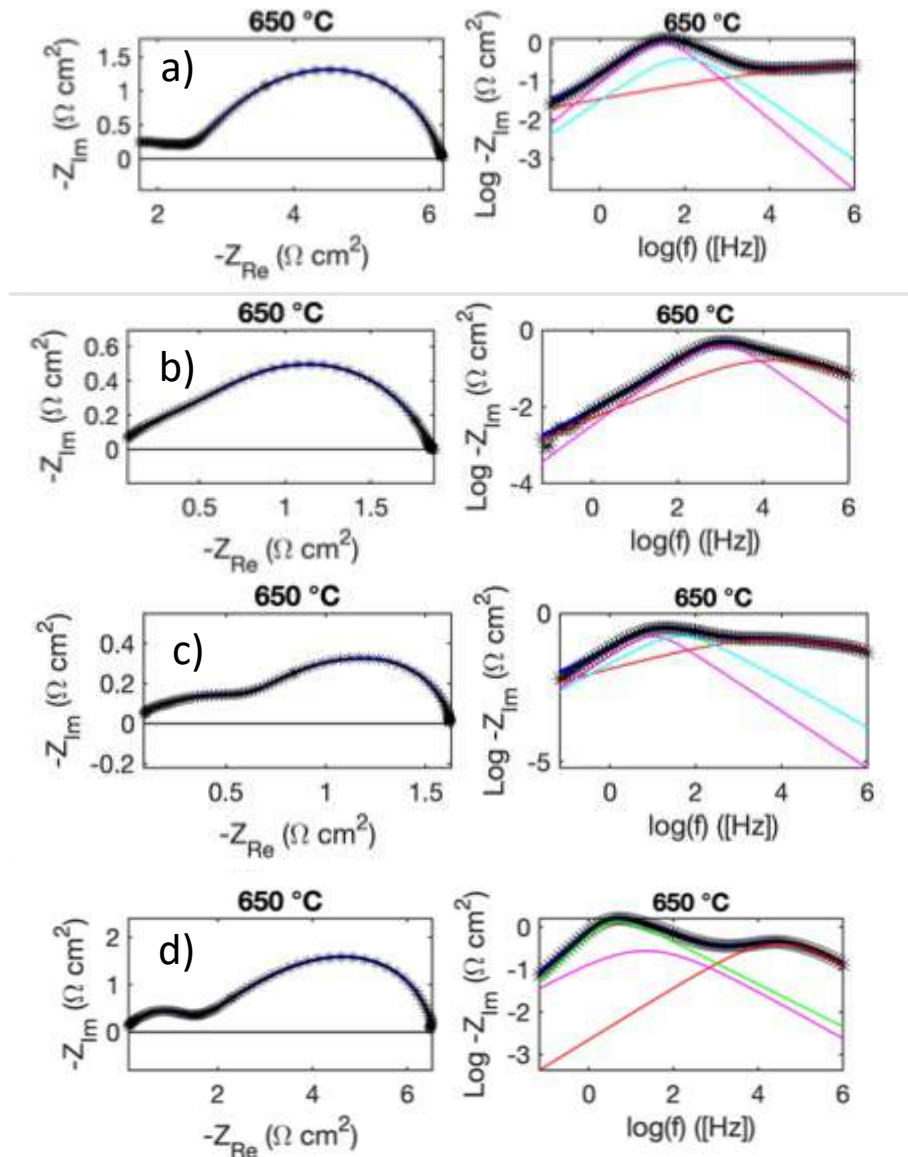 650 °C
a)
1.5
1
0.5
0
2
4
6
-Z_Im (Ω cm²)
-Z_Re (Ω cm²)
650 °C
0
-1
-2
-3
0
2
4
6
Log -Z_Im (Ω cm²)
log(f) ([Hz])
650 °C
b)
0.6
0.4
0.2
0
0.5
1
1.5
-Z_Im (Ω cm²)
-Z_Re (Ω cm²)
650 °C
0
-2
-4
0
2
4
6
Log -Z_Im (Ω cm²)
log(f) ([Hz])
650 °C
c)
0.4
0.2
0
-0.2
0.5
1
1.5
-Z_Im (Ω cm²)
-Z_Re (Ω cm²)
650 °C
0
-5
0
2
4
6
Log -Z_Im (Ω cm²)
log(f) ([Hz])
650 °C
d)
2
1
0
2
4
6
-Z_Im (Ω cm²)
-Z_Re (Ω cm²)
650 °C
0
-1
-2
-3
0
2
4
6
Log -Z_Im (Ω cm²)
log(f) ([Hz])